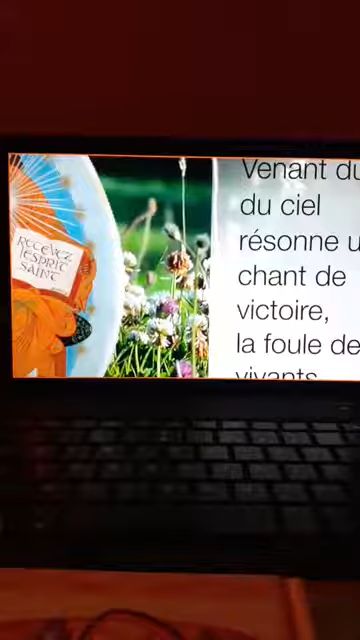 RECEVEZ
L'ESPRIT
SAINT
Venant du
du ciel
résonne u
chant de
victoire,
la foule de
vivants